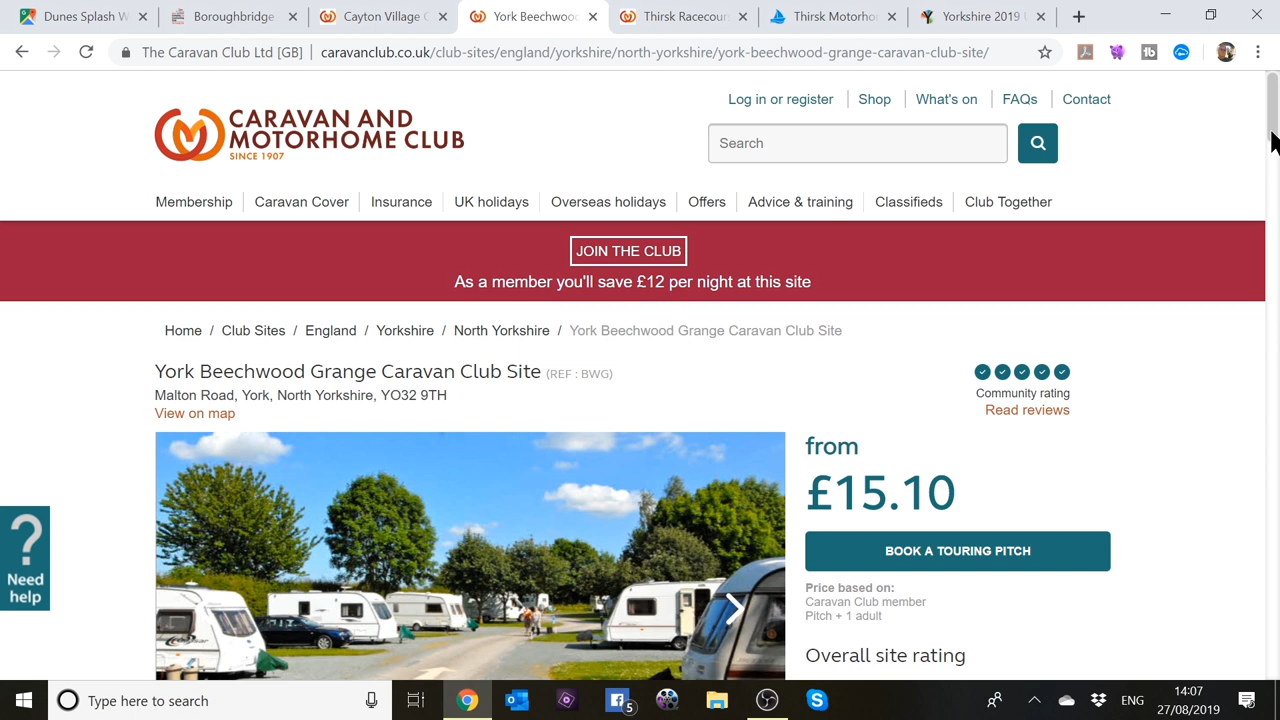 Dunes Splash W
Boroughbridge
Cayton Village C
York Beechwood
Thirsk Racecour
Thirsk Motorho
Yorkshire 2019 U
The Caravan Club Ltd [GB] | caravanclub.co.uk/club-sites/england/yorkshire/north-yorkshire/york-beechwood-grange-caravan-club-site/
Log in or register
Shop
What's on
FAQs
Contact
CARAVAN AND
MOTORHOME CLUB
SINCE 1907
Search
Membership
Caravan Cover
Insurance
UK holidays
Overseas holidays
Offers
Advice & training
Classifieds
Club Together
JOIN THE CLUB
As a member you'll save £12 per night at this site
Home / Club Sites / England / Yorkshire / North Yorkshire / York Beechwood Grange Caravan Club Site
York Beechwood Grange Caravan Club Site (REF : BWG)
Malton Road, York, North Yorkshire, YO32 9TH
View on map
Community rating
Read reviews
from
£15.10
BOOK A TOURING PITCH
Price based on:
Caravan Club member
Pitch + 1 adult
Overall site rating
?
Need
help
Type here to search
5
ENG
14:07
27/08/2019